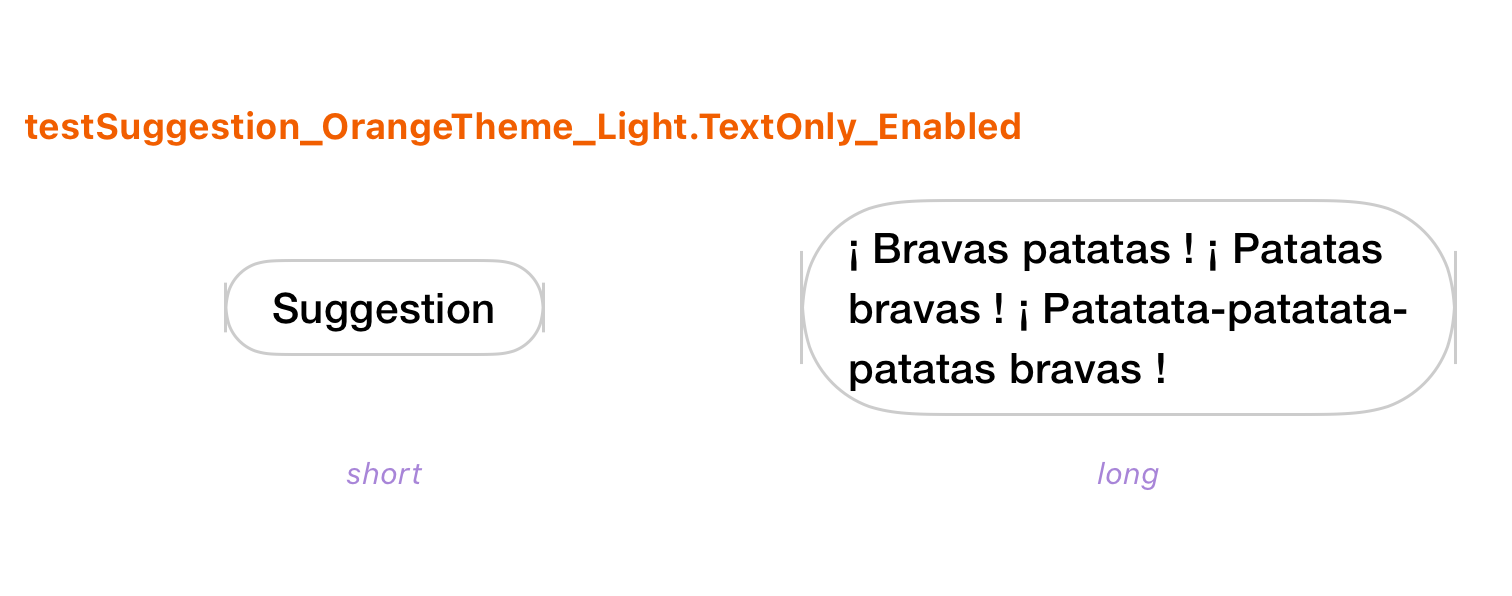 testSuggestion_OrangeTheme_Light.TextOnly_Enabled
Suggestion
¡ Bravas patatas ! ¡ Patatas
bravas ! ¡ Patatata-patatata-
patatas bravas !
short
long